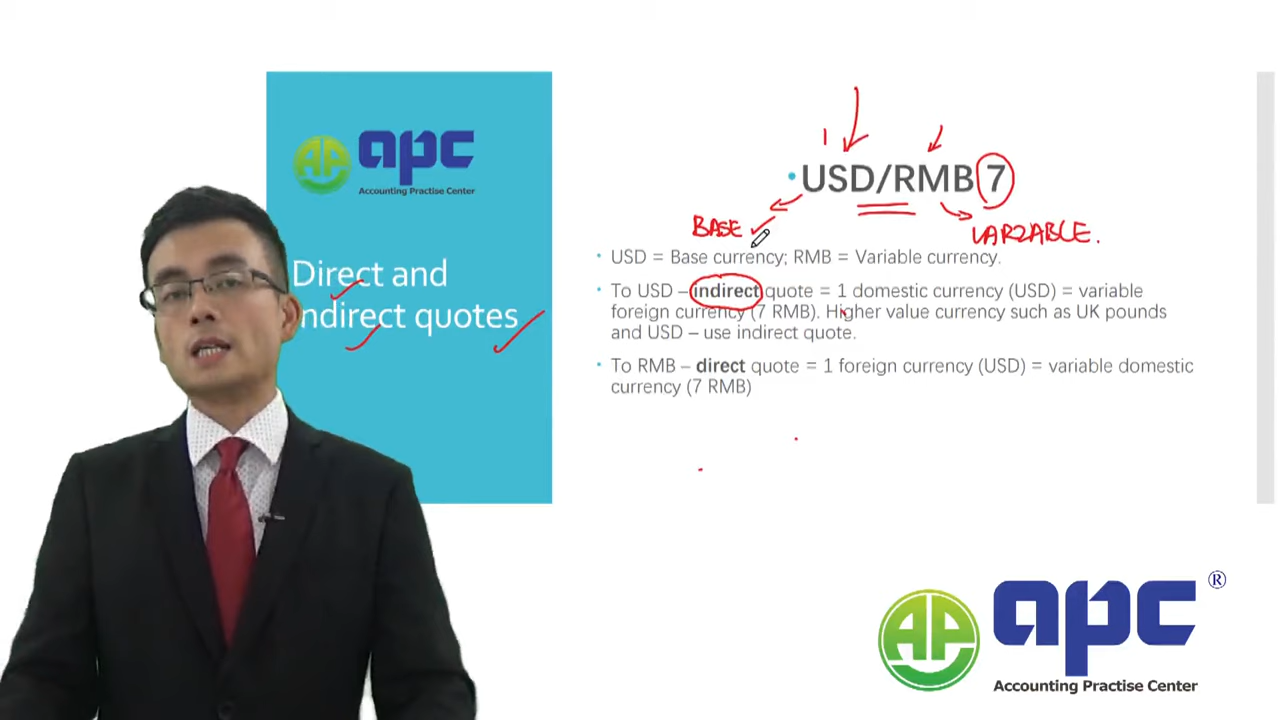 apc
Accounting Practise Center
Direct and
Indirect quotes
1
USD/RMB 7
BASE
VARIABLE.
USD = Base currency; RMB = Variable currency.
To USD – indirect quote = 1 domestic currency (USD) = variable
foreign currency (7 RMB). Higher value currency such as UK pounds
and USD – use indirect quote.
To RMB – direct quote = 1 foreign currency (USD) = variable domestic
currency (7 RMB)
AP
apc ®
Accounting Practise Center